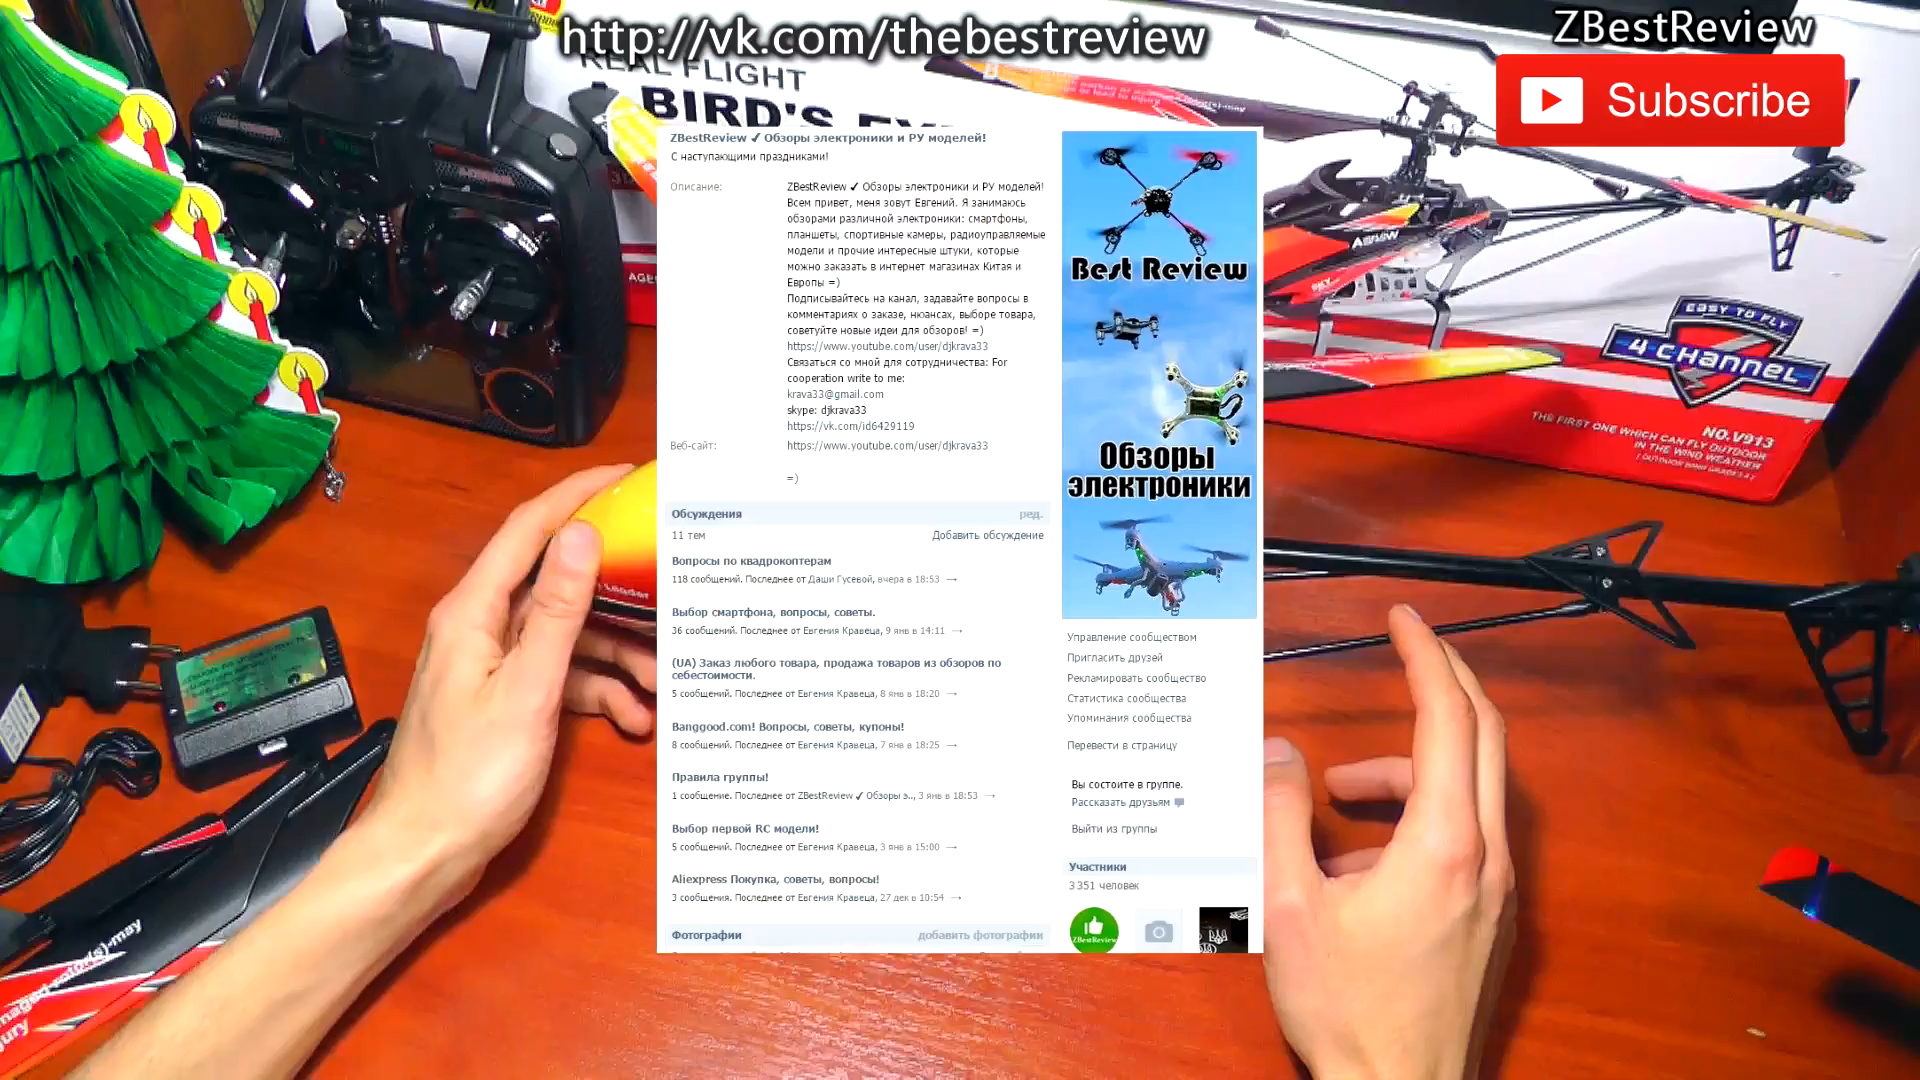 http://vk.com/thebestreview
ZBestReview
Subscribe
REAL FLIGHT
BIRD'S
ZBestReview ✓ Обзоры электроники и РУ моделей!
С наступающими праздниками!
Описание:
ZBestReview ✓ Обзоры электроники и РУ моделей!
Всем привет, меня зовут Евгений. Я занимаюсь
обзорами различной электроники: смартфоны,
планшеты, спортивные камеры, радиоуправляемые
модели и прочие интересные штуки, которые
можно заказать в интернет магазинах Китая и
Европы =)
Подписывайтесь на канал, задавайте вопросы в
комментариях о заказе, нюансах, выборе товара,
советуйте новые идеи для обзоров! =)
https://www.youtube.com/user/djkrava33
Связаться со мной для сотрудничества: For
cooperation write to me:
krava33@gmail.com
skype: djkrava33
https://vk.com/id6429119
Веб-сайт:
https://www.youtube.com/user/djkrava33
=)
Обсуждения
ред.
11 тем
Добавить обсуждение
Вопросы по квадрокоптерам
118 сообщений. Последнее от Даши Гусевой, вчера в 18:53 →
Выбор смартфона, вопросы, советы.
36 сообщений. Последнее от Евгения Кравеца, 9 янв в 14:11 →
(UA) Заказ любого товара, продажа товаров из обзоров по
себестоимости.
5 сообщений. Последнее от Евгения Кравеца, 8 янв в 18:20 →
Banggood.com! Вопросы, советы, купоны!
8 сообщений. Последнее от Евгения Кравеца, 7 янв в 18:25 →
Правила группы!
1 сообщение. Последнее от ZBestReview ✓ Обзоры э.., 3 янв в 18:53 →
Выбор первой RC модели!
5 сообщений. Последнее от Евгения Кравеца, 3 янв в 15:00 →
Aliexpress Покупка, советы, вопросы!
3 сообщения. Последнее от Евгения Кравеца, 27 дек в 10:54 →
Фотографии
добавить фотографии
Best Review
Обзоры
электроники
Управление сообществом
Пригласить друзей
Рекламировать сообщество
Статистика сообщества
Упоминания сообщества
Перевести в страницу
Вы состоите в группе.
Рассказать друзьям
Выйти из группы
Участники
3 351 человек
ZBestReview
EASY TO FLY
4 CHANNEL
THE FIRST ONE WHICH CAN FLY OUTDOOR
IN THE WIND WEATHER
NO.V913